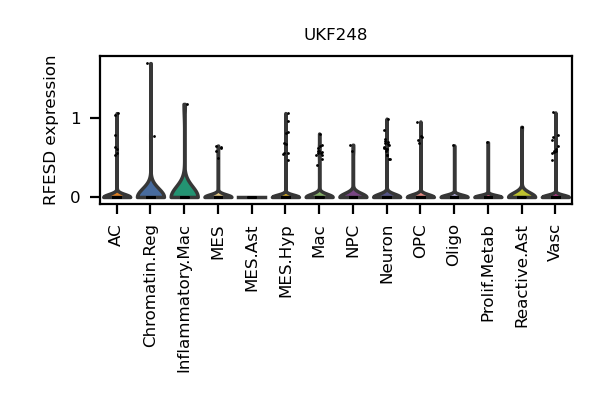 UKF248
RFESD expression
1
0
AC
Chromatin.Reg
Inflammatory.Mac
MES
MES.Ast
MES.Hyp
Mac
NPC
Neuron
OPC
Oligo
Prolif.Metab
Reactive.Ast
Vasc